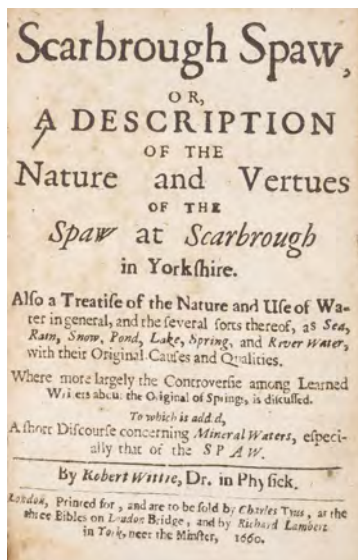 Scarbrough Spaw,
OR,
A DESCRIPTION
OF THE
Nature and Vertues
OF THE
Spaw at Scarbrough
in Yorkſhire.
Alſo a Treatiſe of the Nature and Uſe of Wa-
ter in general, and the ſeveral ſorts thereof, as Sea,
Rain, Snow, Pond, Lake, Spring, and River Water,
with their Original Cauſes and Qualities.
Where more largely the Controverſie among Learned
Writers about the Original of Springs, is diſcuſſed.
To which is added,
A ſhort Diſcourſe concerning Mineral Waters, eſpeci-
ally that of the SPAW.
By Robert Wittie, Dr. in Phyſick.
London, Printed for, and are to be ſold by Charles Tyus, at the
three Bibles on London Bridge, and by Richard Lambert
in York, neer the Minſter, 1660.